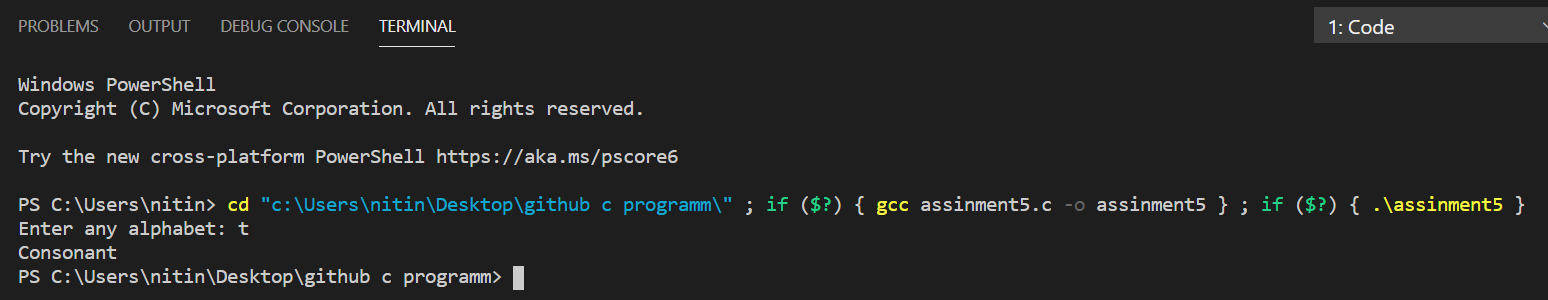 PROBLEMS OUTPUT DEBUG CONSOLE TERMINAL 1: Code
Windows PowerShell
Copyright (C) Microsoft Corporation. All rights reserved.
Try the new cross-platform PowerShell https://aka.ms/pscore6
PS C:\Users\nitin> cd "c:\Users\nitin\Desktop\github c programm\" ; if ($?) { gcc assinment5.c -o assinment5 } ; if ($?) { .\assinment5 }
Enter any alphabet: t
Consonant
PS C:\Users\nitin\Desktop\github c programm>